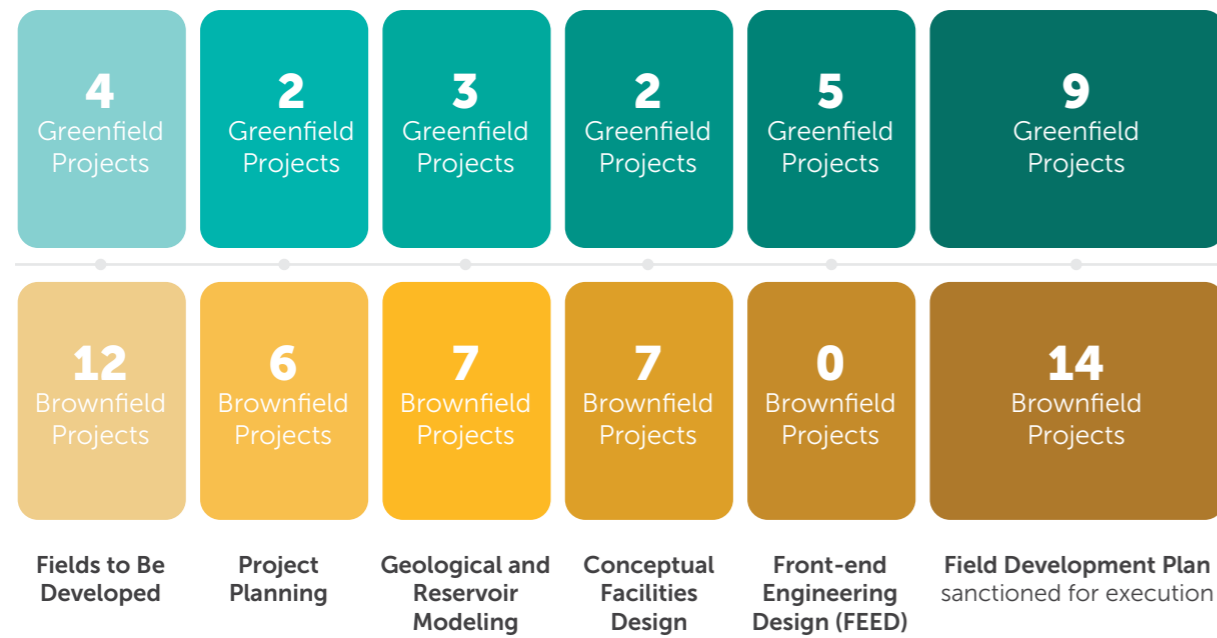 4
Greenfield
Projects
2
Greenfield
Projects
3
Greenfield
Projects
2
Greenfield
Projects
5
Greenfield
Projects
9
Greenfield
Projects
12
Brownfield
Projects
6
Brownfield
Projects
7
Brownfield
Projects
7
Brownfield
Projects
0
Brownfield
Projects
14
Brownfield
Projects
Fields to Be
Developed
Project
Planning
Geological and
Reservoir
Modeling
Conceptual
Facilities
Design
Front-end
Engineering
Design (FEED)
Field Development Plan
sanctioned for execution